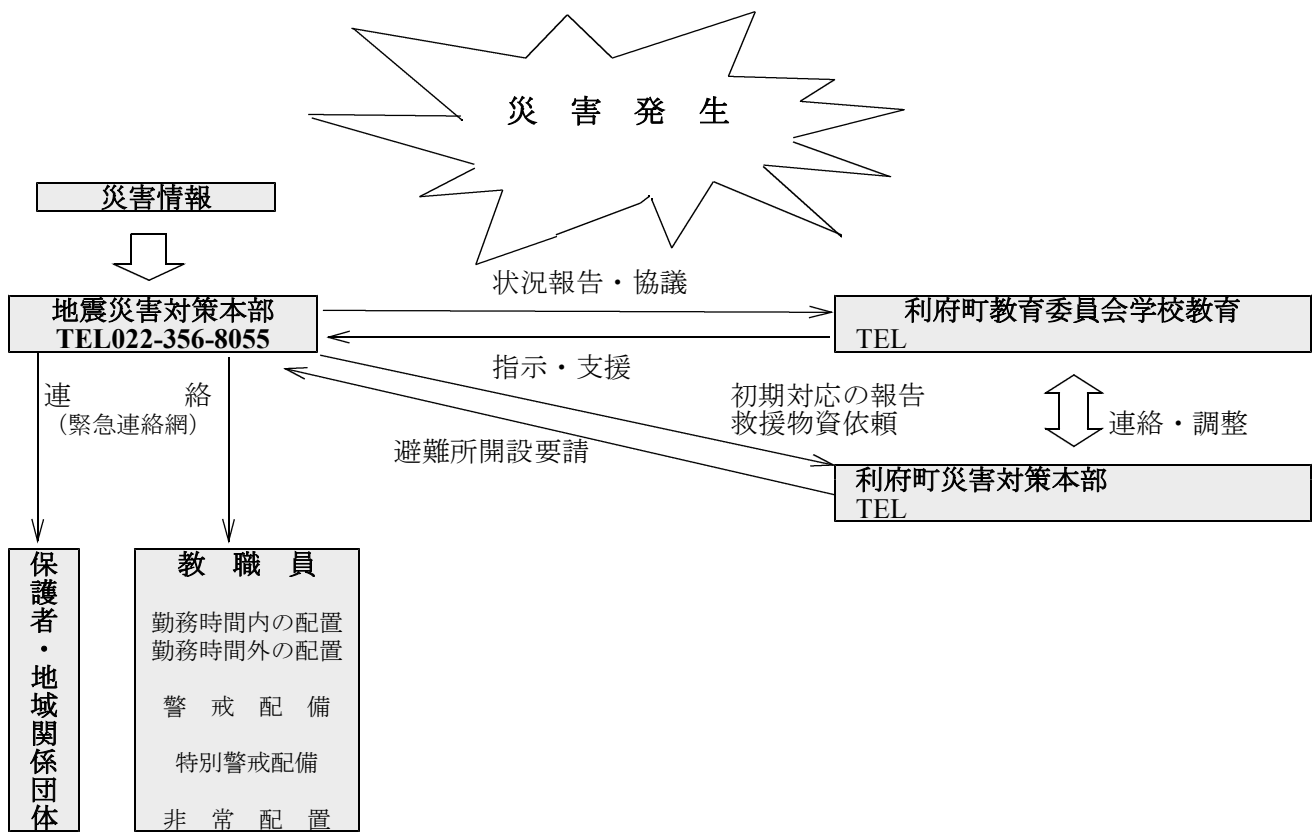 災 害 発 生
災害情報
状況報告・協議
地震災害対策本部
TEL022-356-8055
利府町教育委員会学校教育
TEL
指示・支援
連 絡
（緊急連絡網）
初期対応の報告
救援物資依頼
連絡・調整
避難所開設要請
利府町災害対策本部
TEL
保護者・地域関係団体
教 職 員
勤務時間内の配置
勤務時間外の配置
警 戒 配 備
特別警戒配備
非 常 配 置